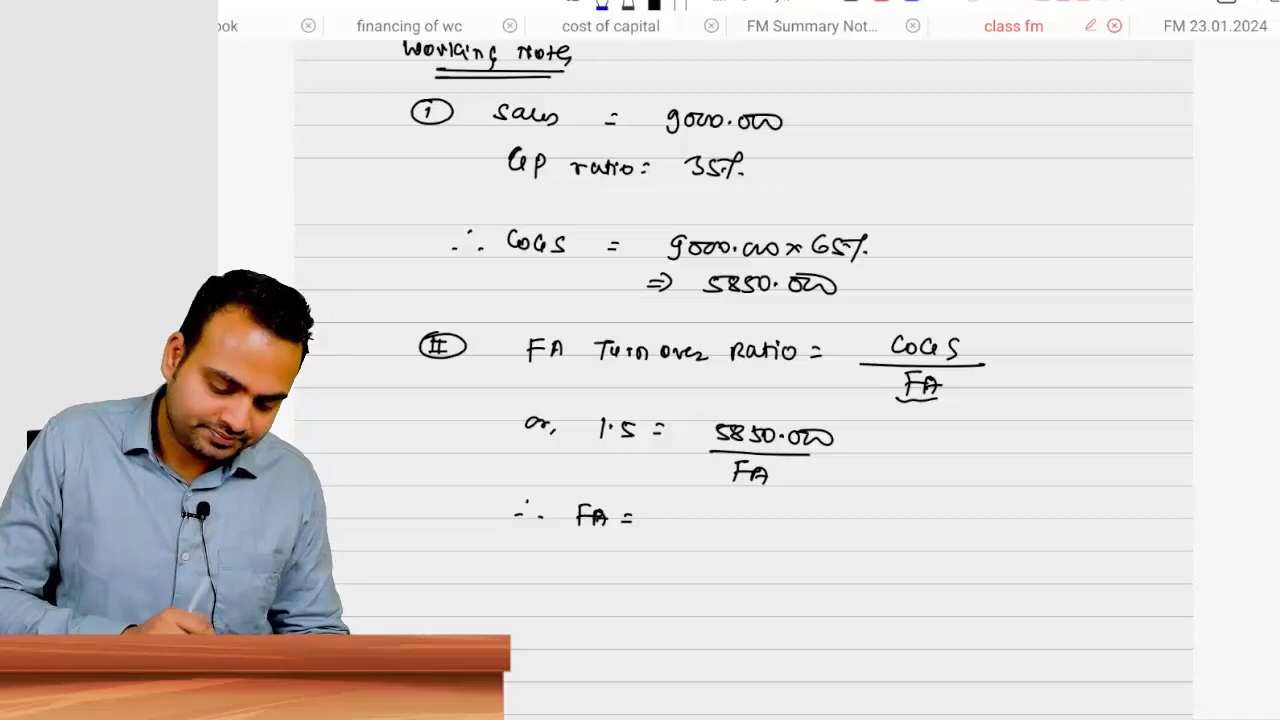 ook financing of wc cost of capital FM Summary Not... class fm FM 23.01.2024
Working Notes
I Sales = 9000.000
GP ratio = 35%
∴ COGS = 9000.000 x 65%
⇒ 5850.000
II FA Turnover Ratio = COGS
FA
or, 1.5 = 5850.000
FA
∴ FA =